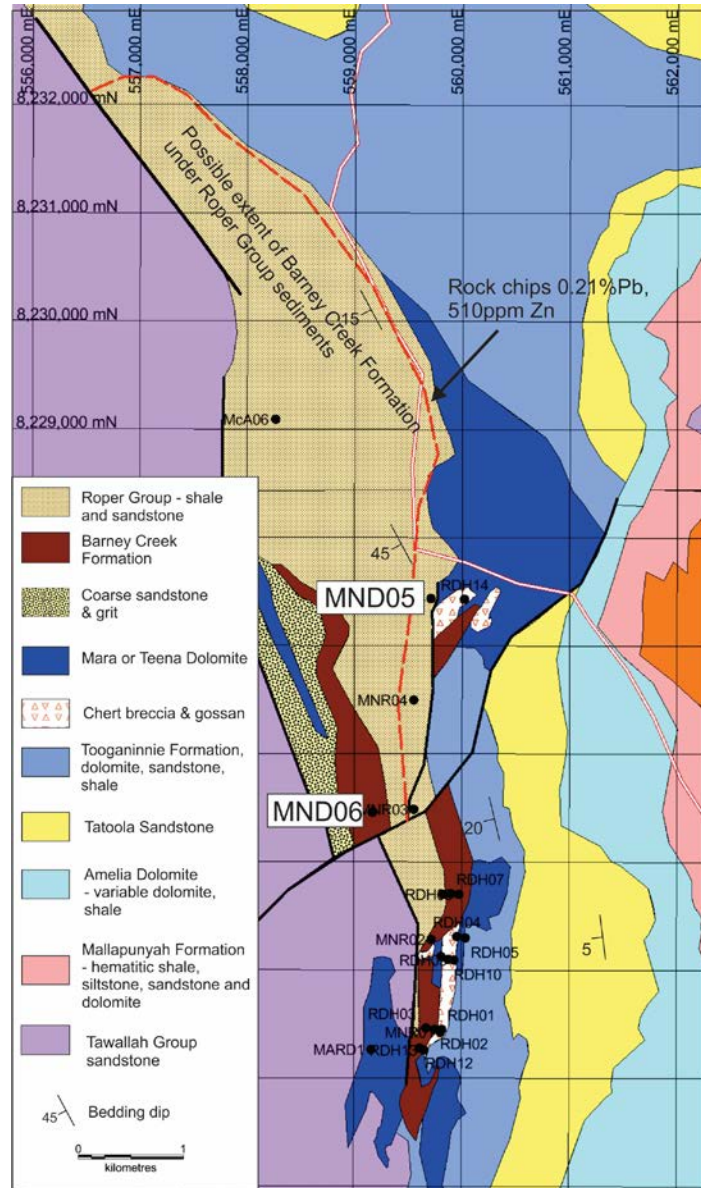 556,000 mE
557,000 mE
558,000 mE
559,000 mE
560,000 mE
561,000 mE
562,000 mE
8,232,000 mN
Possible extent of Barney Creek Formation
under Roper Group sediments
8,231,000 mN
Rock chips 0.21%Pb,
510ppm Zn
8,230,000 mN
15
8,229,000 mN
McA06
45
MND05
RDH14
MNR04
MND06
MNR03
20
RDH07
RDH04
MNR02
RDH05
5
RDH10
RDH03
RDH01
RDH02
MARD1
RDH13
RDH12
Roper Group - shale
and sandstone
Barney Creek
Formation
Coarse sandstone
& grit
Mara or Teena Dolomite
Chert breccia & gossan
Tooganinnie Formation,
dolomite, sandstone,
shale
Tatoola Sandstone
Amelia Dolomite
- variable dolomite,
shale
Mallapunyah Formation
- hematitic shale,
siltstone, sandstone and
dolomite
Tawallah Group
sandstone
45
Bedding dip
0
1
kilometres